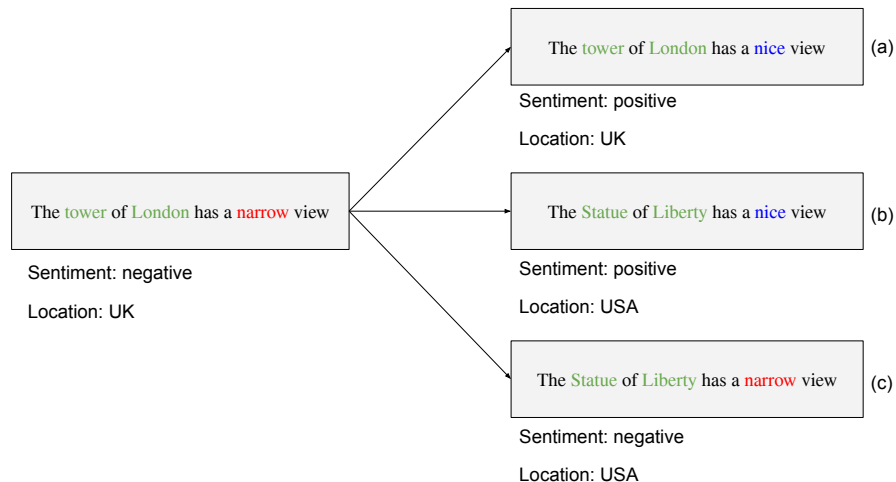 The tower of London has a narrow view
Sentiment: negative
Location: UK
The tower of London has a nice view
(a)
Sentiment: positive
Location: UK
The Statue of Liberty has a nice view
(b)
Sentiment: positive
Location: USA
The Statue of Liberty has a narrow view
(c)
Sentiment: negative
Location: USA